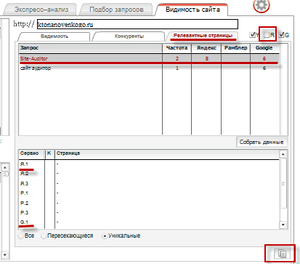 Экспресс-анализ Подбор запросов Видимость сайта
http:// ktonanovenkogo.ru
Видимость Конкуренты Релевантные страницы Y R G
Запрос Частота Яндекс Рамблер Google
Site-Auditor 2 8 6
сайт аудитор 1 6
Собрать данные
Сервис К Страница
Я.1 -
Я.2 -
Я.3 -
Р.1 -
Р.2 -
Р.3 -
G.1 -
Все Пересекающиеся Уникальные